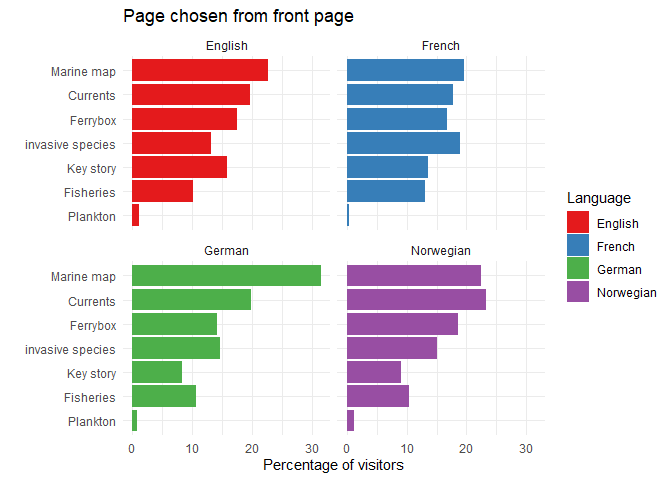 Page chosen from front page
English
French
Marine map
Currents
Ferrybox
invasive species
Key story
Fisheries
Plankton
German
Norwegian
Marine map
Currents
Ferrybox
invasive species
Key story
Fisheries
Plankton
0
10
20
30
0
10
20
30
Percentage of visitors
Language
English
French
German
Norwegian